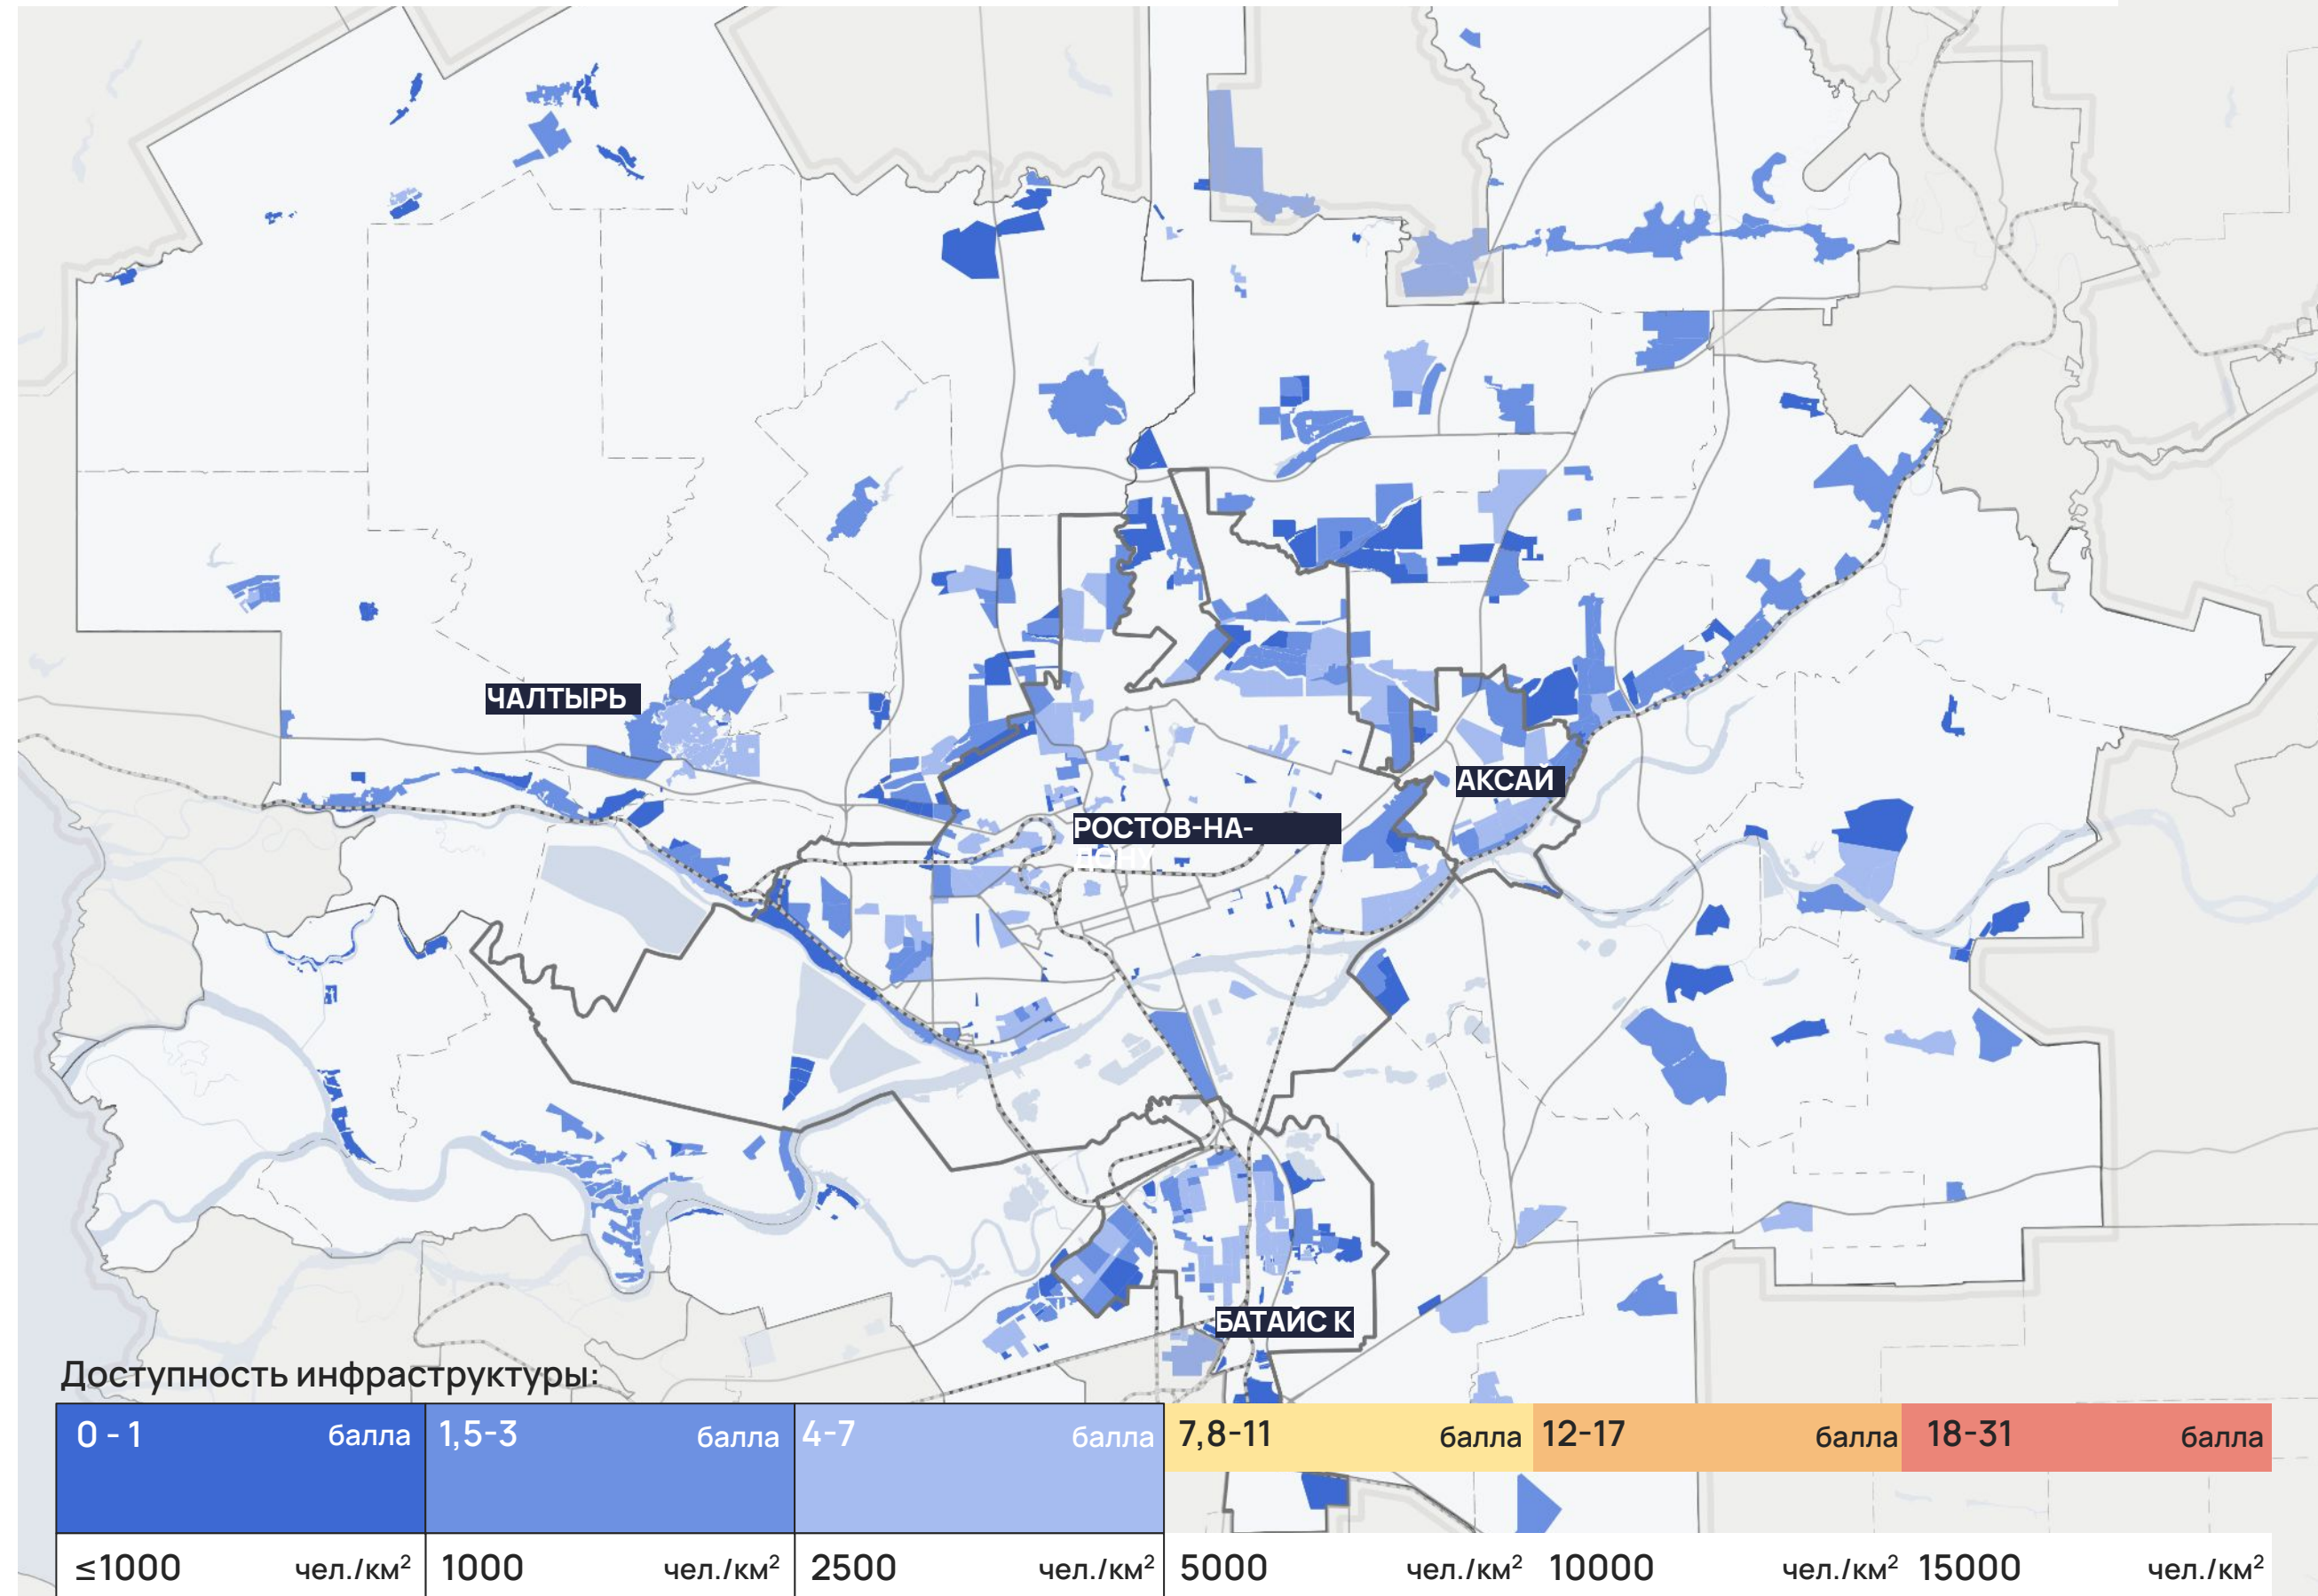 ЧАЛТЫРЬ
АКСАЙ
РОСТОВ-НА-
ДОНУ
БАТАЙС К
Доступность инфраструктуры:
0 - 1 балла 1,5-3 балла 4-7 балла 7,8-11 балла 12-17 балла 18-31 балла
≤1000 чел./км² 1000 чел./км² 2500 чел./км² 5000 чел./км² 10000 чел./км² 15000 чел./км²